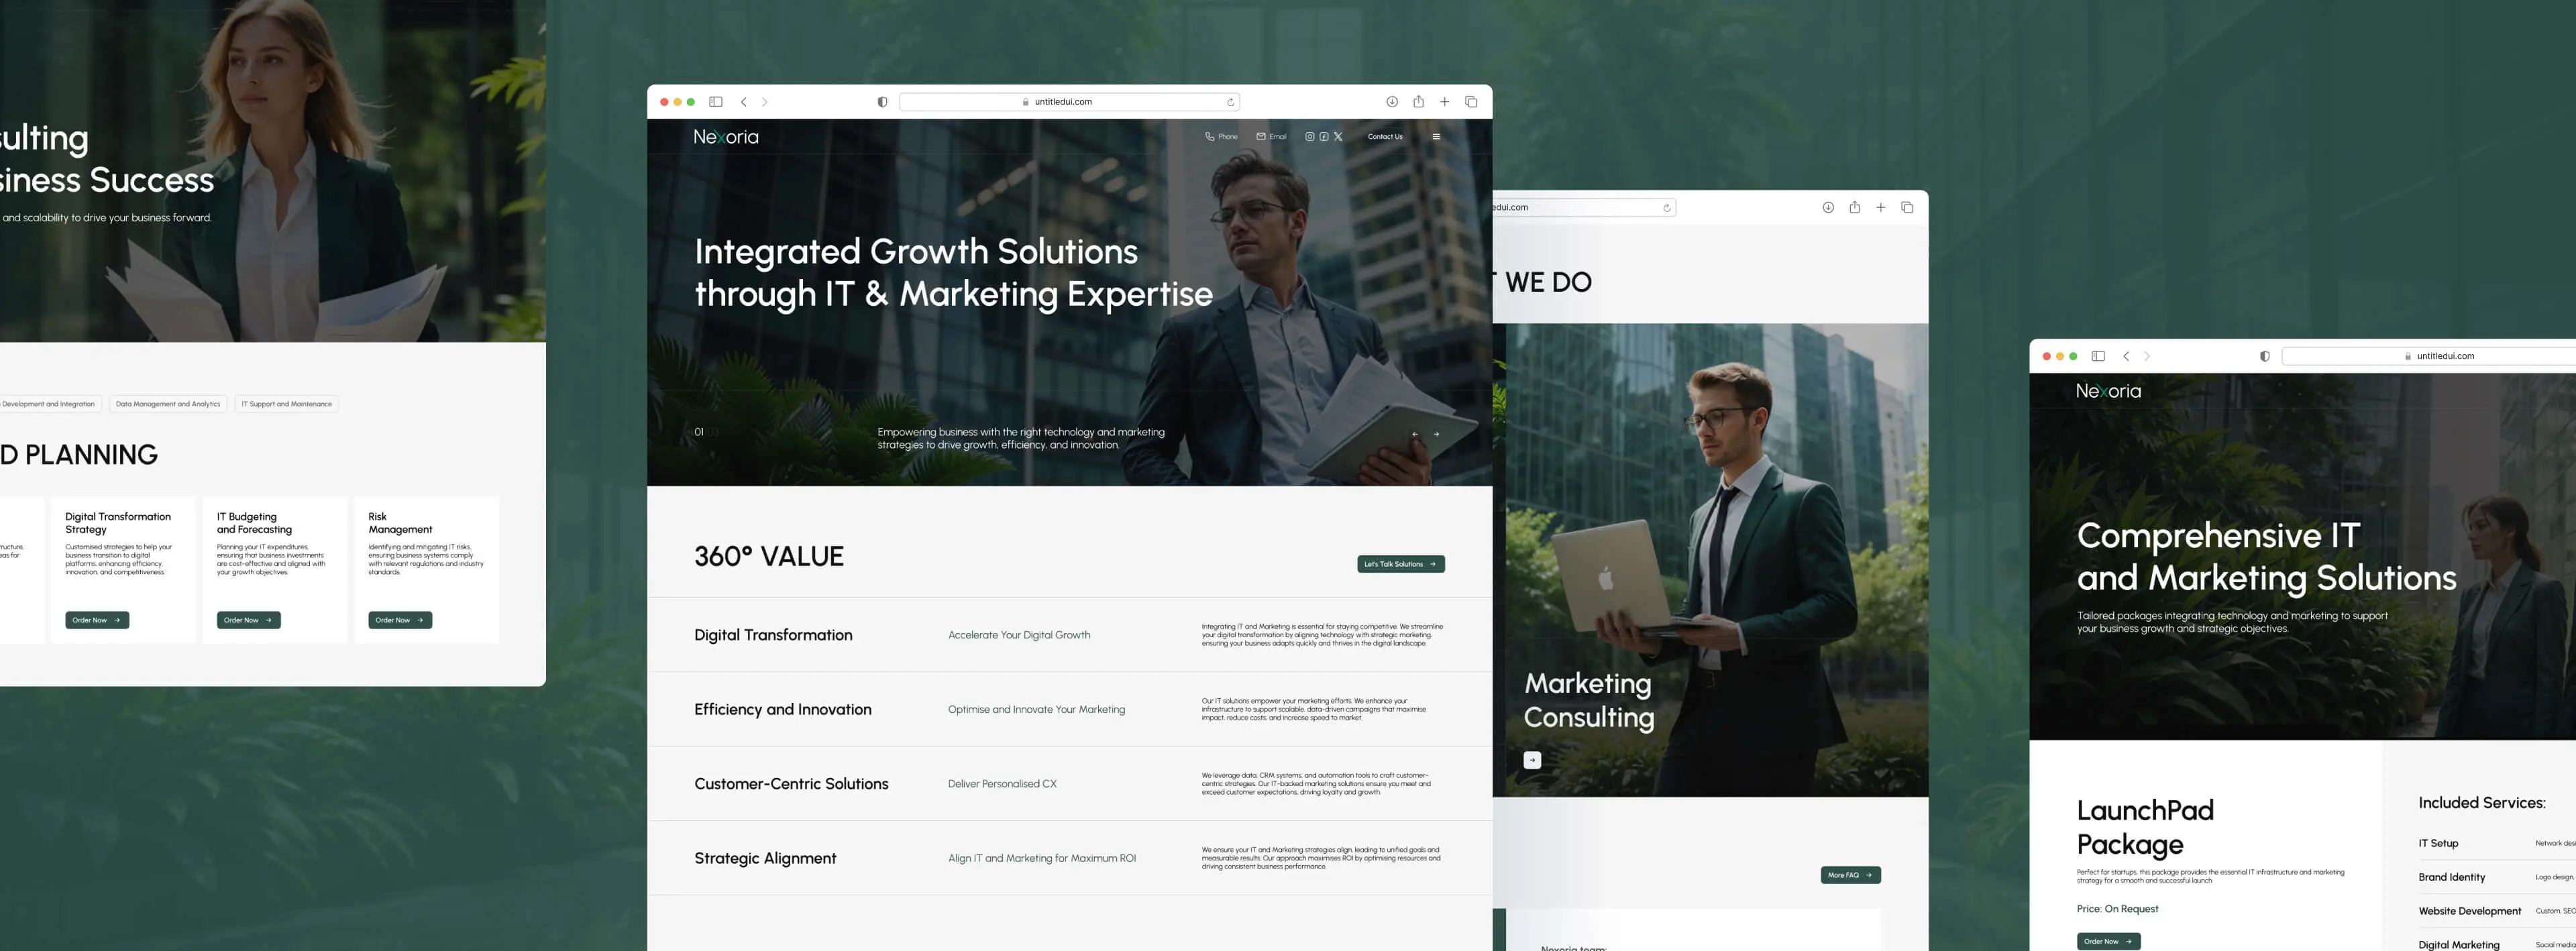 sulting
siness Success
and scalability to drive your business forward.
Development and Integration
Data Management and Analytics
IT Support and Maintenance
D PLANNING
ructure,
eas for
Digital Transformation
Strategy
Customised strategies to help your
business transition to digital
platforms, enhancing efficiency,
innovation, and competitiveness.
Order Now
IT Budgeting
and Forecasting
Planning your IT expenditures,
ensuring that business investments
are cost-effective and aligned with
your growth objectives.
Order Now
Risk
Management
Identifying and mitigating IT risks,
ensuring business systems comply
with relevant regulations and industry
standards.
Order Now
untitledui.com
Nexoria
Phone
Email
Contact Us
Integrated Growth Solutions
through IT & Marketing Expertise
01
Empowering business with the right technology and marketing
strategies to drive growth, efficiency, and innovation.
360° VALUE
Let's Talk Solutions
Digital Transformation
Accelerate Your Digital Growth
Integrating IT and Marketing is essential for staying competitive. We streamline
your digital transformation by aligning technology with strategic marketing,
ensuring your business adapts quickly and thrives in the digital landscape.
Efficiency and Innovation
Optimise and Innovate Your Marketing
Our IT solutions empower your marketing efforts. We enhance your
infrastructure to support scalable, data-driven campaigns that maximise
impact, reduce costs, and increase speed to market.
Customer-Centric Solutions
Deliver Personalised CX
We leverage data, CRM systems, and automation tools to craft customer-
centric strategies. Our IT-backed marketing solutions ensure you meet and
exceed customer expectations, driving loyalty and growth.
Strategic Alignment
Align IT and Marketing for Maximum ROI
We ensure your IT and Marketing strategies align, leading to unified goals and
measurable results. Our approach maximises ROI by optimising resources and
driving consistent business performance.
edui.com
T WE DO
Marketing
Consulting
More FAQ
Nexoria team:
untitledui.com
Nexoria
Comprehensive IT
and Marketing Solutions
Tailored packages integrating technology and marketing to support
your business growth and strategic objectives.
LaunchPad
Package
Perfect for startups, this package provides the essential IT infrastructure and marketing
strategy for a smooth and successful launch.
Price: On Request
Order Now
Included Services:
IT Setup
Network desi
Brand Identity
Logo design,
Website Development
Custom, SEO
Digital Marketing
Social media